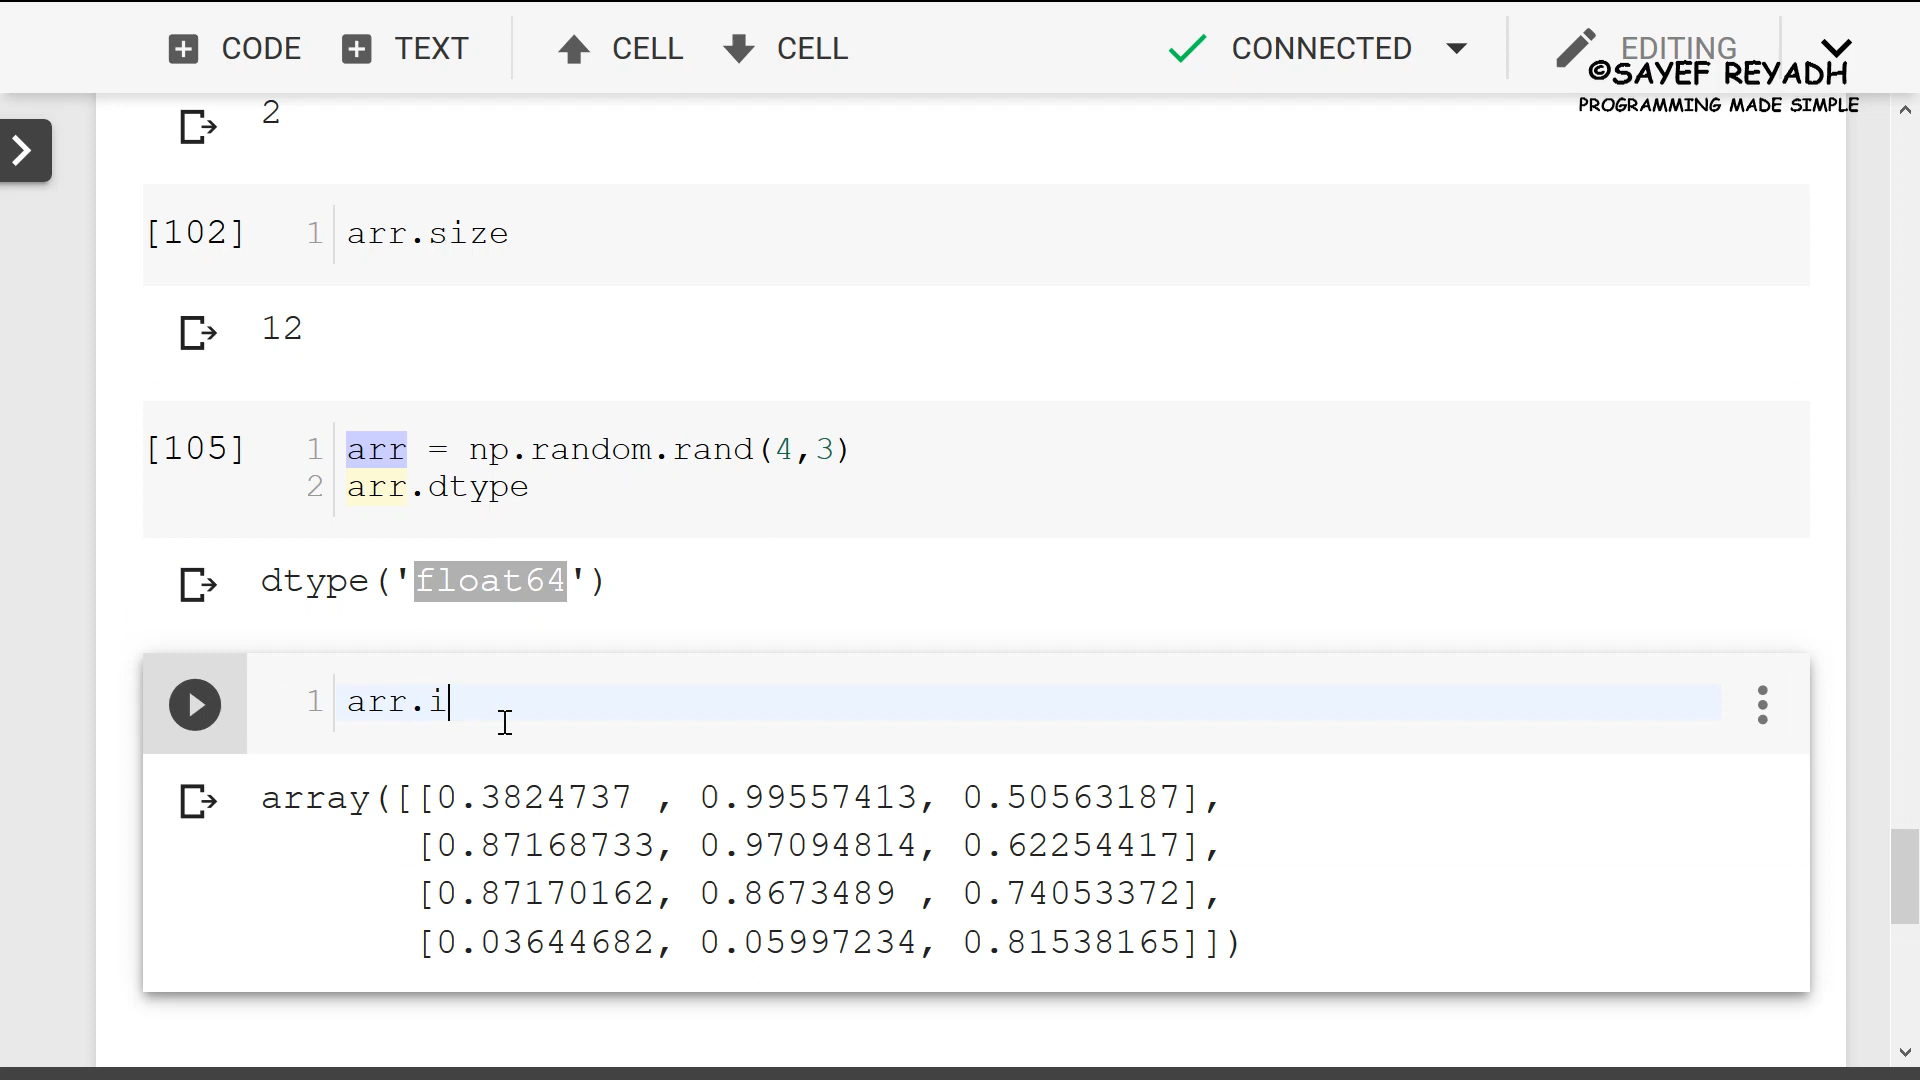 CODE TEXT CELL CELL CONNECTED EDITING
©SAYEF REYADH
PROGRAMMING MADE SIMPLE
2
[102] 1 arr.size
12
[105] 1 arr = np.random.rand(4,3)
2 arr.dtype
dtype('float64')
1 arr.i
array([[0.3824737 , 0.99557413, 0.50563187],
[0.87168733, 0.97094814, 0.62254417],
[0.87170162, 0.8673489 , 0.74053372],
[0.03644682, 0.05997234, 0.81538165]])